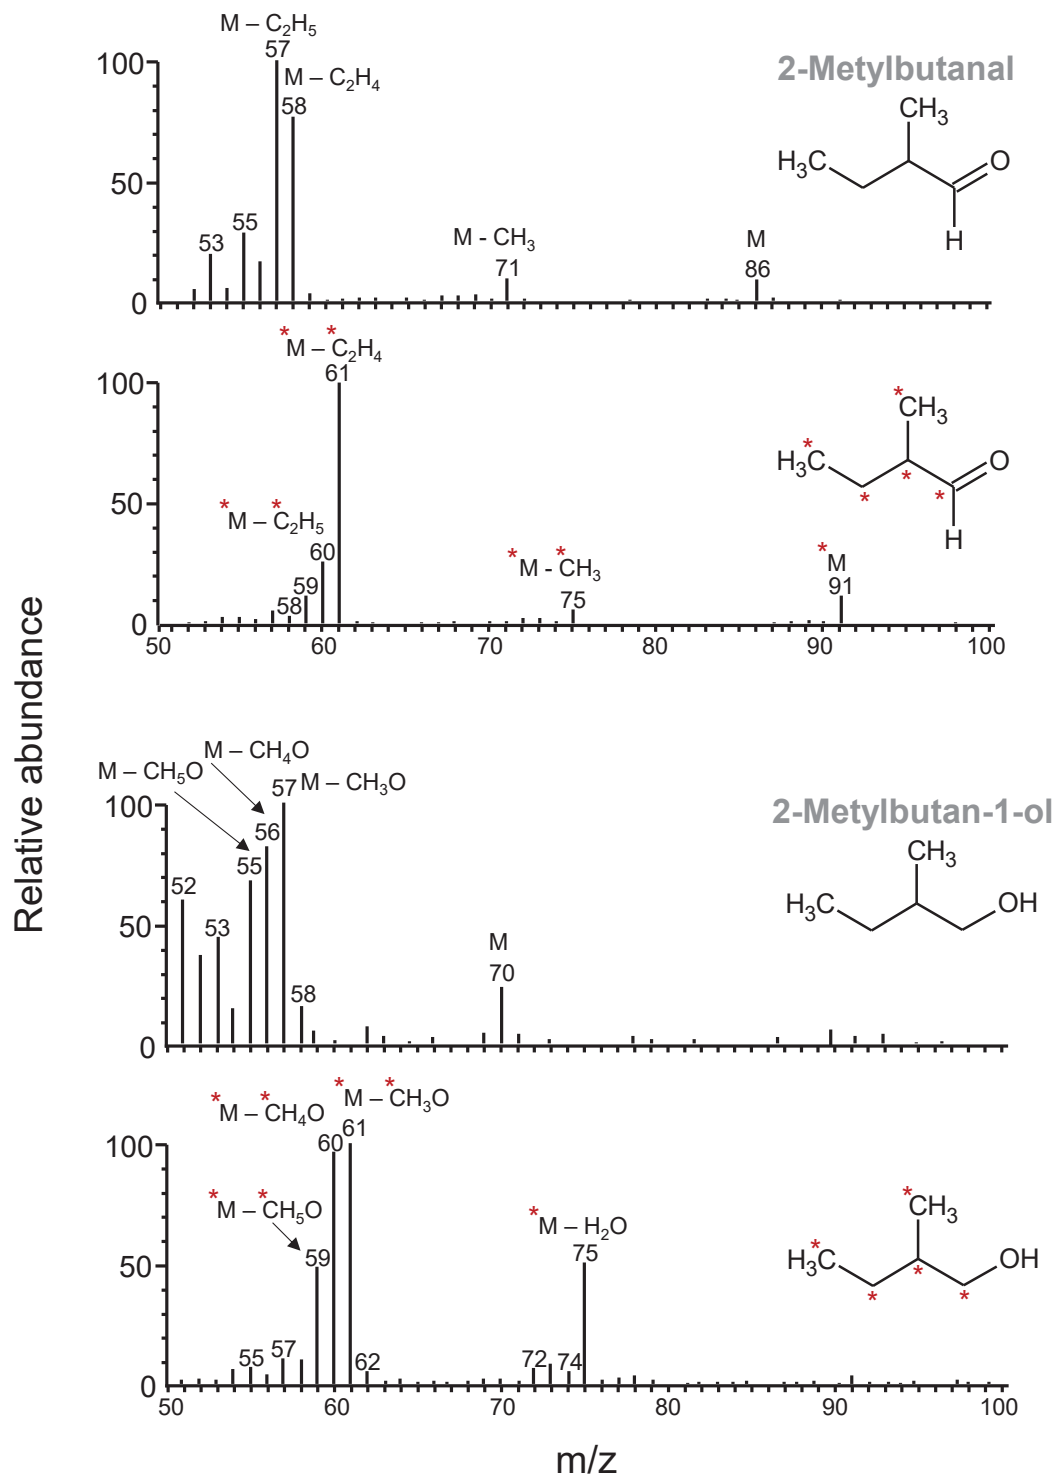 M – C2H5
57
M – C2H4
58
2-Metylbutanal
CH3
H3C
O
H
100
50
0
53
55
M - CH3
71
M
86
*M – *C2H4
61
*M – *C2H5
60
59
58
*M - *CH3
75
*M
91
*CH3
*H3C
O
*
*
*
H
100
50
0
50
60
70
80
90
100
Relative abundance
M – CH4O
M – CH5O
57 M – CH3O
56
55
52
53
58
M
70
2-Metylbutan-1-ol
CH3
H3C
OH
100
50
0
*M – *CH3O
*M – *CH4O
60
61
*M – *CH5O
59
*M – H2O
75
55
57
62
72
74
*CH3
*H3C
OH
*
*
*
100
50
0
50
60
70
80
90
100
m/z